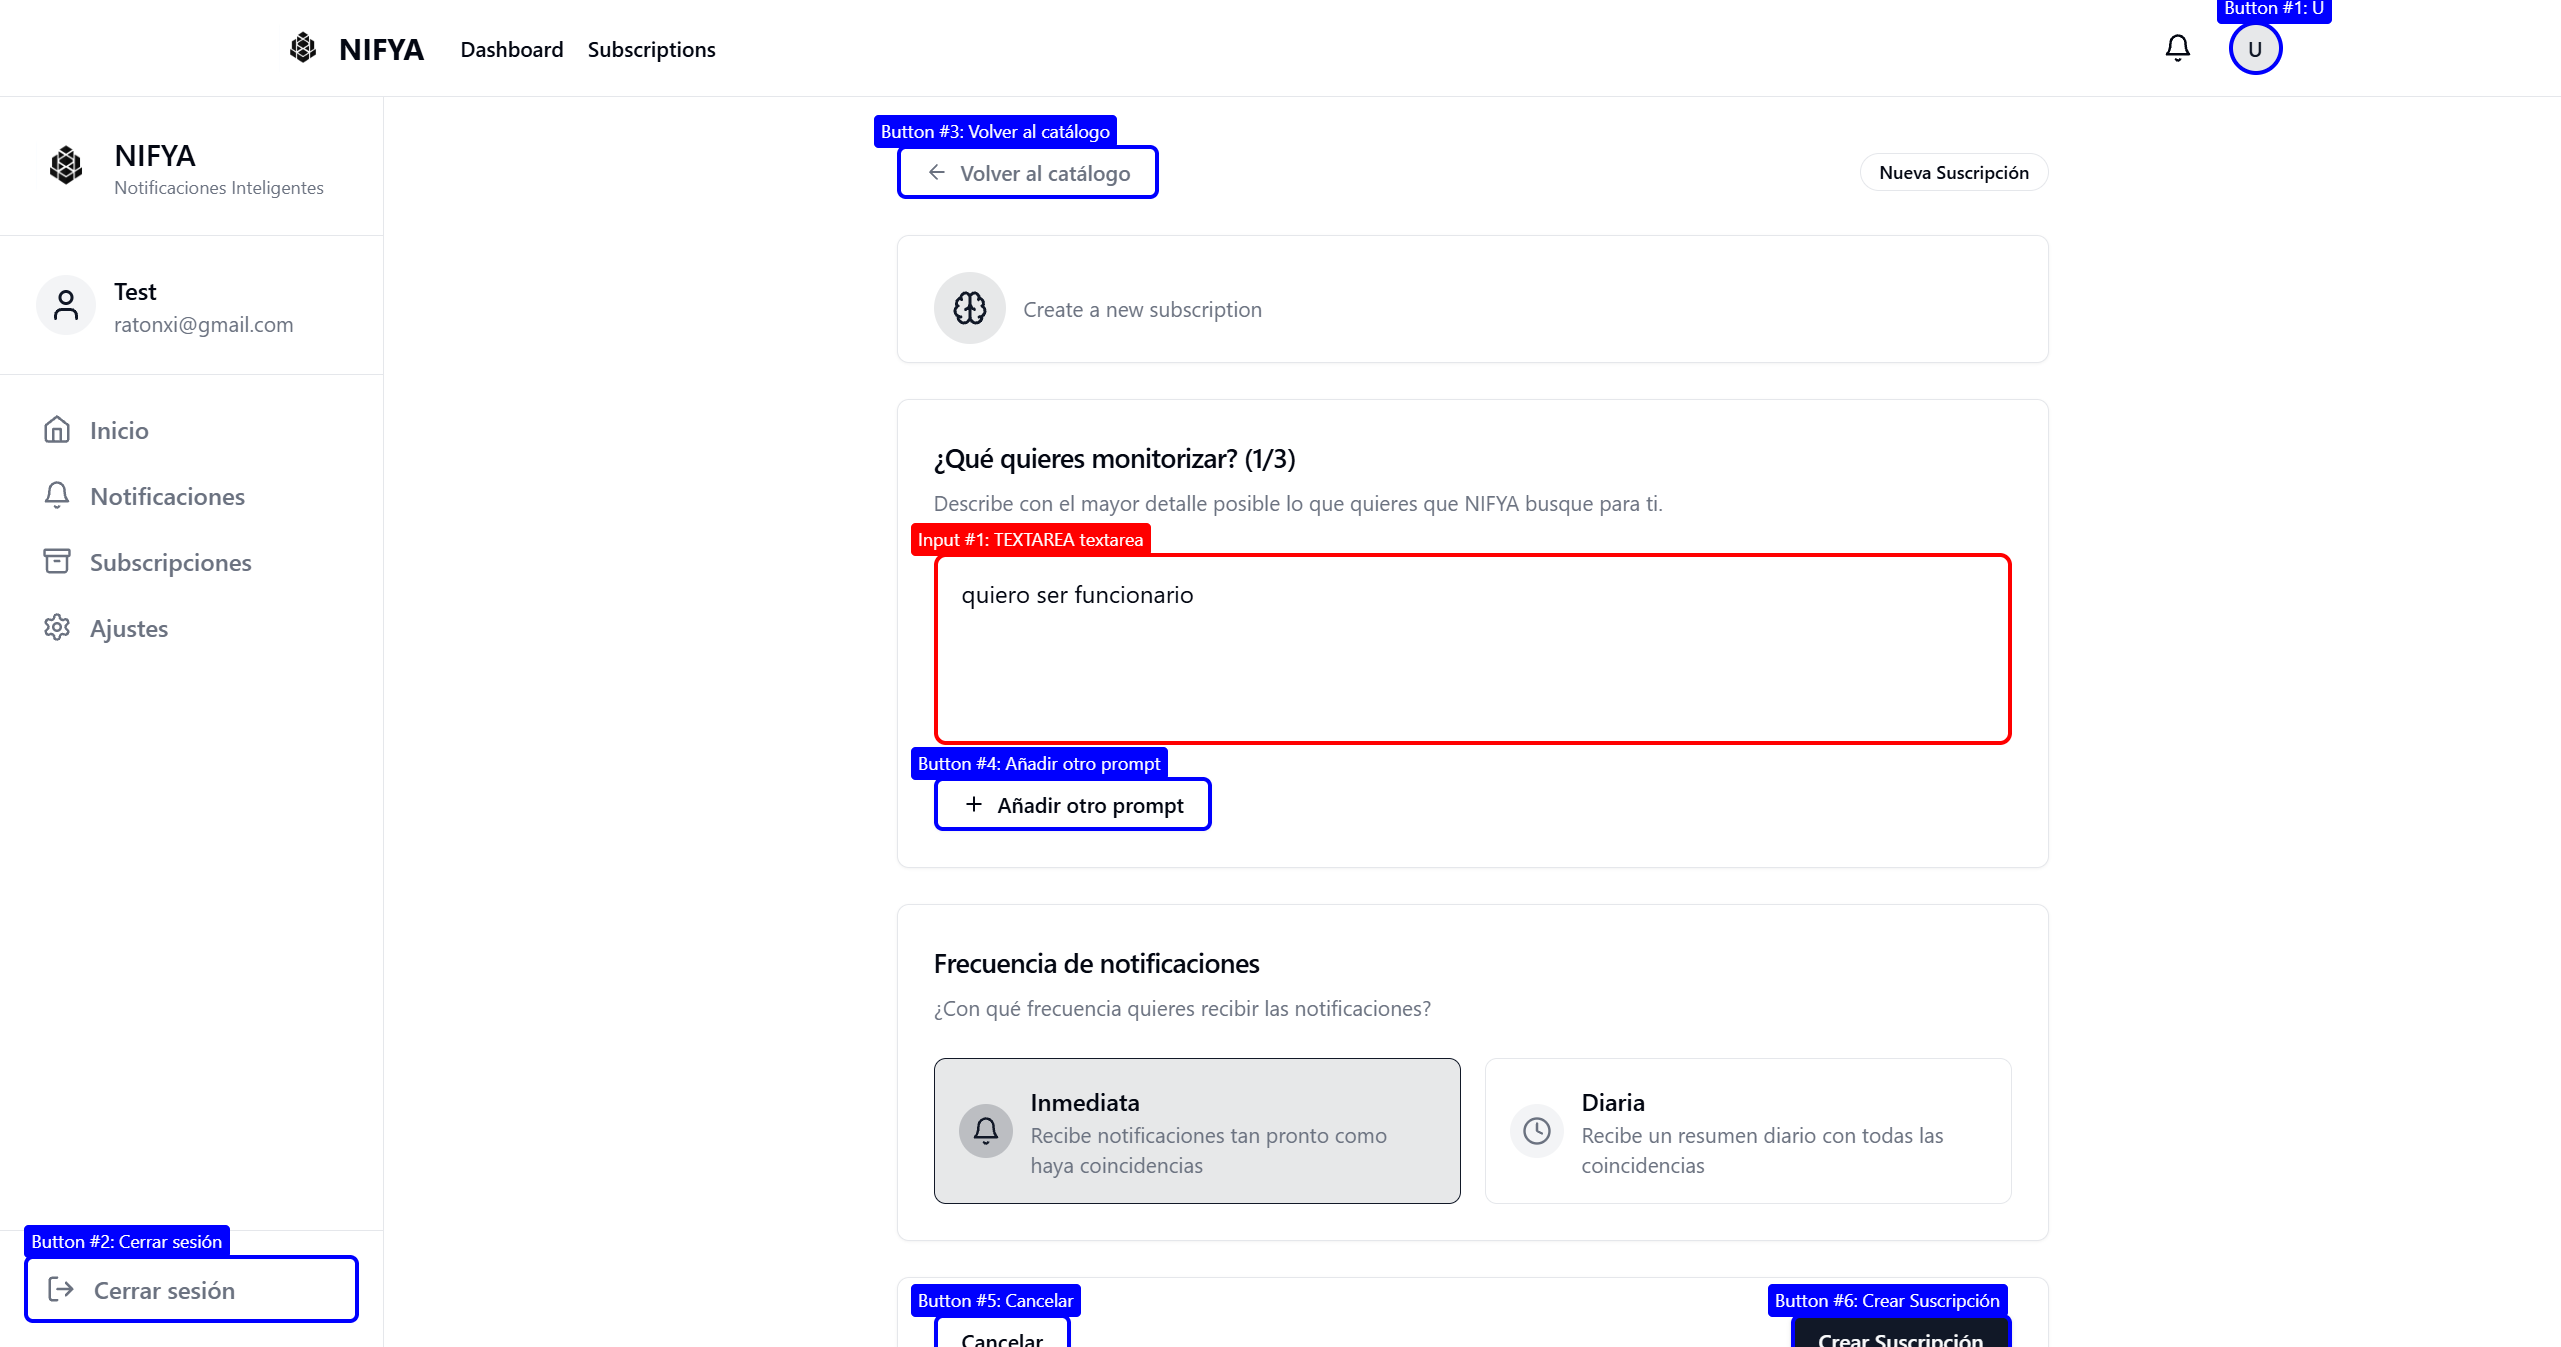 Button #1: U
NIFYA
Dashboard
Subscriptions
U
NIFYA
Notificaciones Inteligentes
Test
ratonxi@gmail.com
Inicio
Notificaciones
Subscripciones
Ajustes
Button #2: Cerrar sesión
Cerrar sesión
Button #3: Volver al catálogo
Volver al catálogo
Nueva Suscripción
Create a new subscription
¿Qué quieres monitorizar? (1/3)
Describe con el mayor detalle posible lo que quieres que NIFYA busque para ti.
Input #1: TEXTAREA textarea
quiero ser funcionario
Button #4: Añadir otro prompt
Añadir otro prompt
Frecuencia de notificaciones
¿Con qué frecuencia quieres recibir las notificaciones?
Inmediata
Recibe notificaciones tan pronto como
haya coincidencias
Diaria
Recibe un resumen diario con todas las
coincidencias
Button #5: Cancelar
Cancelar
Button #6: Crear Suscripción
Crear Suscripción